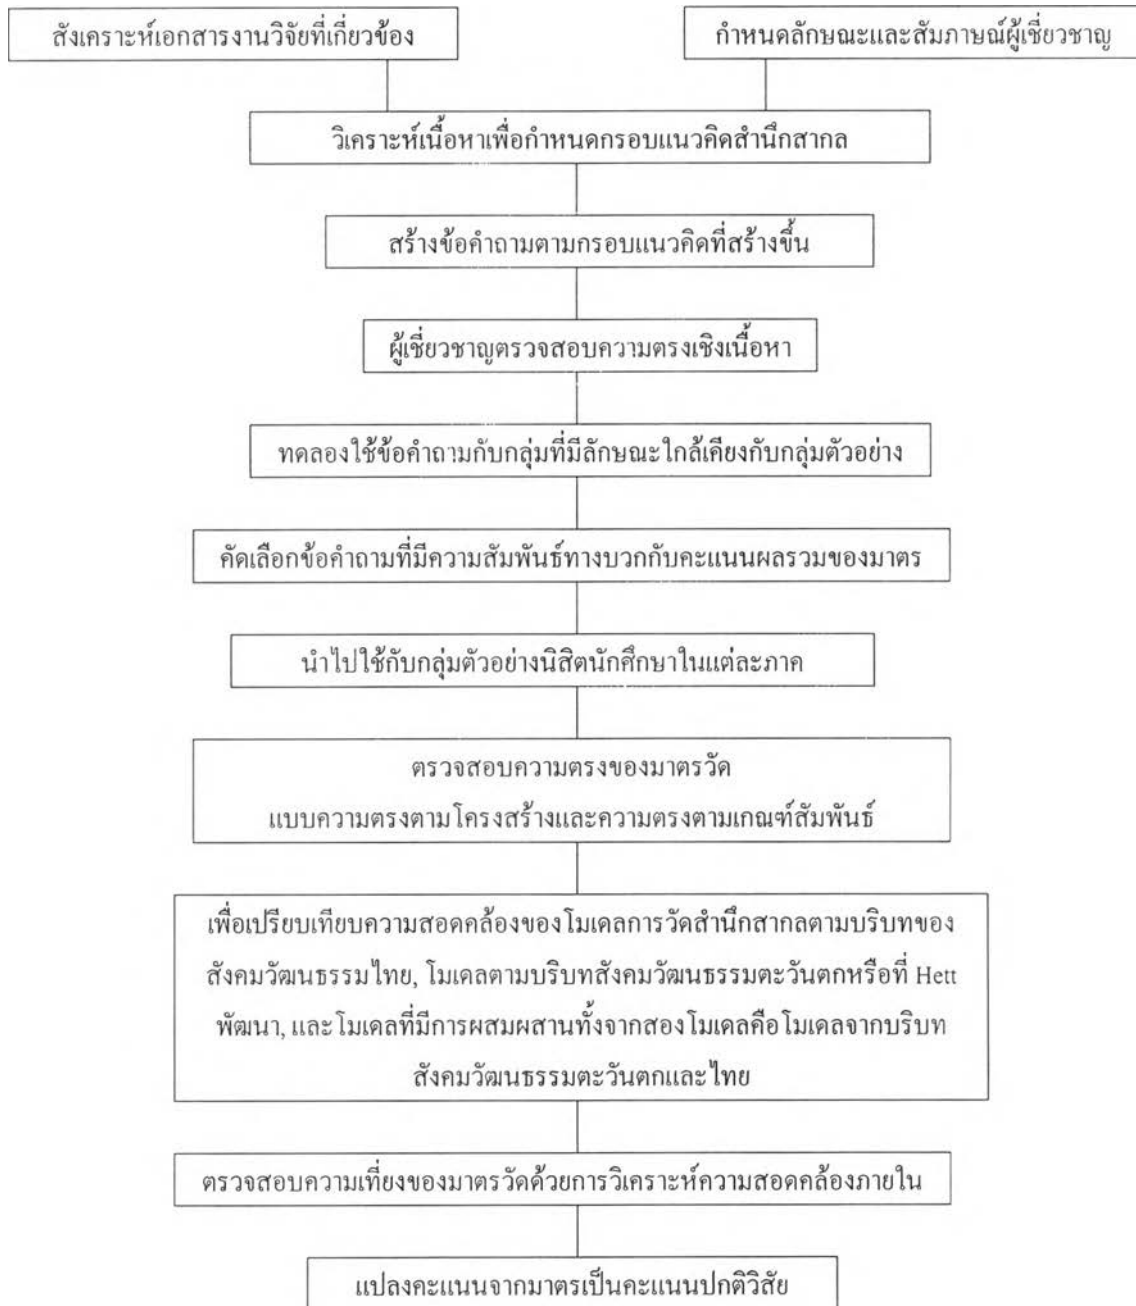 สังเคราะห์เอกสารงานวิจัยที่เกี่ยวข้อง
กำหนดลักษณะและสัมภาษณ์ผู้เชี่ยวชาญ
วิเคราะห์เนื้อหาเพื่อกำหนดกรอบแนวคิดสำนึกสากล
สร้างข้อคำถามตามกรอบแนวคิดที่สร้างขึ้น
ผู้เชี่ยวชาญตรวจสอบความตรงเชิงเนื้อหา
ทดลองใช้ข้อคำถามกับกลุ่มที่มีลักษณะใกล้เคียงกับกลุ่มตัวอย่าง
คัดเลือกข้อคำถามที่มีความสัมพันธ์ทางบวกกับคะแนนผลรวมของมาตร
นำไปใช้กับกลุ่มตัวอย่างนิสิตนักศึกษาในแต่ละภาค
ตรวจสอบความตรงของมาตรวัด
แบบความตรงตามโครงสร้างและความตรงตามเกณฑ์สัมพันธ์
เพื่อเปรียบเทียบความสอดคล้องของโมเดลการวัดสำนึกสากลตามบริบทของ
สังคมวัฒนธรรมไทย, โมเดลตามบริบทสังคมวัฒนธรรมตะวันตกหรือที่ Hett
พัฒนา, และโมเดลที่มีการผสมผสานทั้งจากสองโมเดลคือโมเดลจากบริบท
สังคมวัฒนธรรมตะวันตกและไทย
ตรวจสอบความเที่ยงของมาตรวัดด้วยการวิเคราะห์ความสอดคล้องภายใน
แปลงคะแนนจากมาตรเป็นคะแนนปกติวิสัย